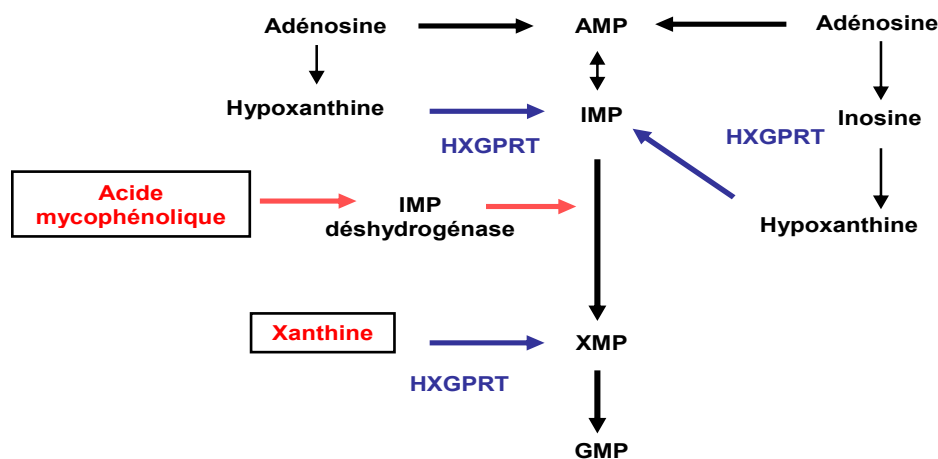 Adénosine
AMP
Adénosine
Hypoxanthine
IMP
Inosine
HXGPRT
HXGPRT
Acide
mycophénolique
IMP
déshydrogénase
Hypoxanthine
Xanthine
XMP
HXGPRT
GMP